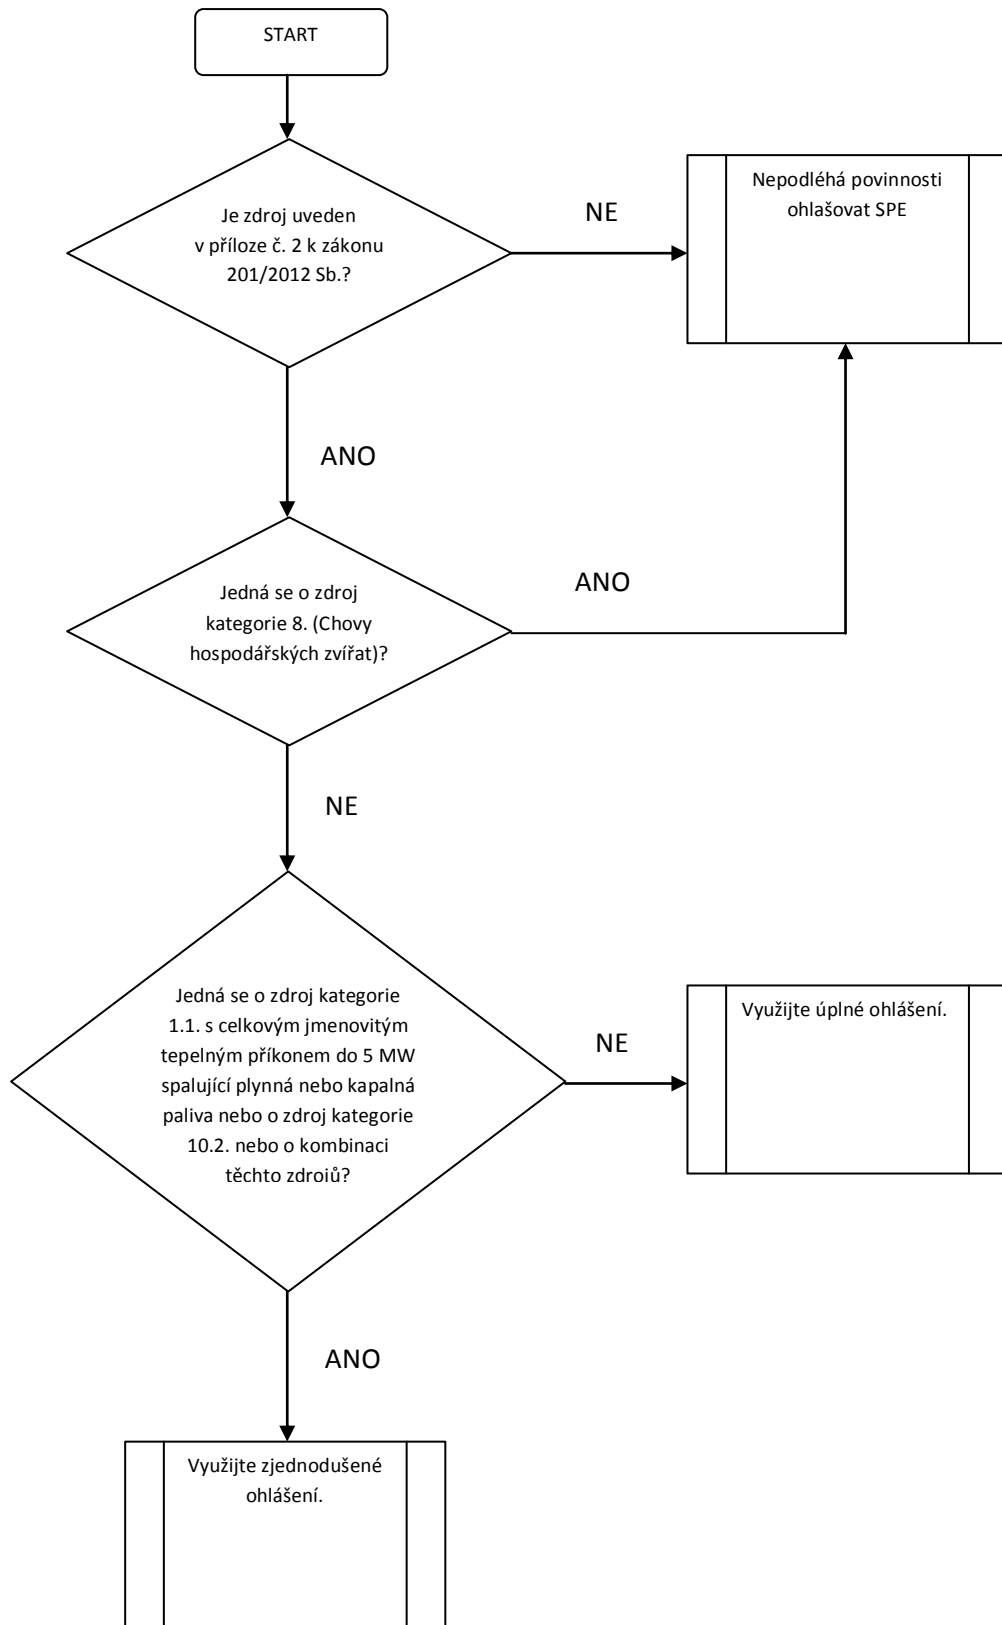 START
Je zdroj uveden
v příloze č. 2 k zákonu
201/2012 Sb.?
NE
Nepodléhá povinnosti
ohlašovat SPE
ANO
Jedná se o zdroj
kategorie 8. (Chovy
hospodářských zvířat)?
ANO
NE
Jedná se o zdroj kategorie
1.1. s celkovým jmenovitým
tepelným příkonem do 5 MW
spalující plynná nebo kapalná
paliva nebo o zdroj kategorie
10.2. nebo o kombinaci
těchto zdrojů?
NE
Využijte úplné ohlášení.
ANO
Využijte zjednodušené
ohlášení.